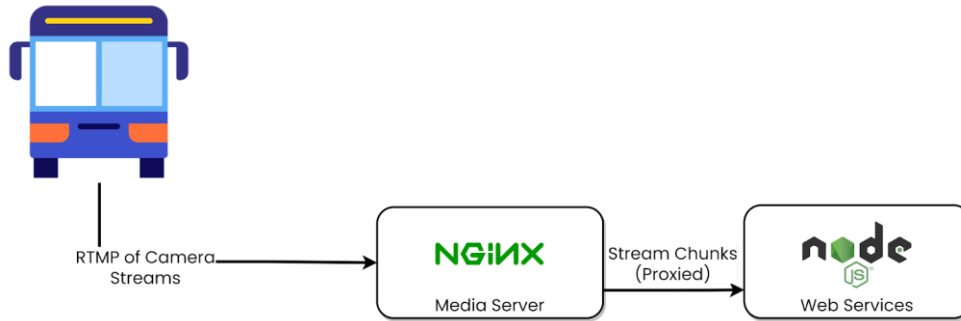 RTMP of Camera
Streams
NGINX
Media Server
Stream Chunks
(Proxied)
node
JS
®
Web Services